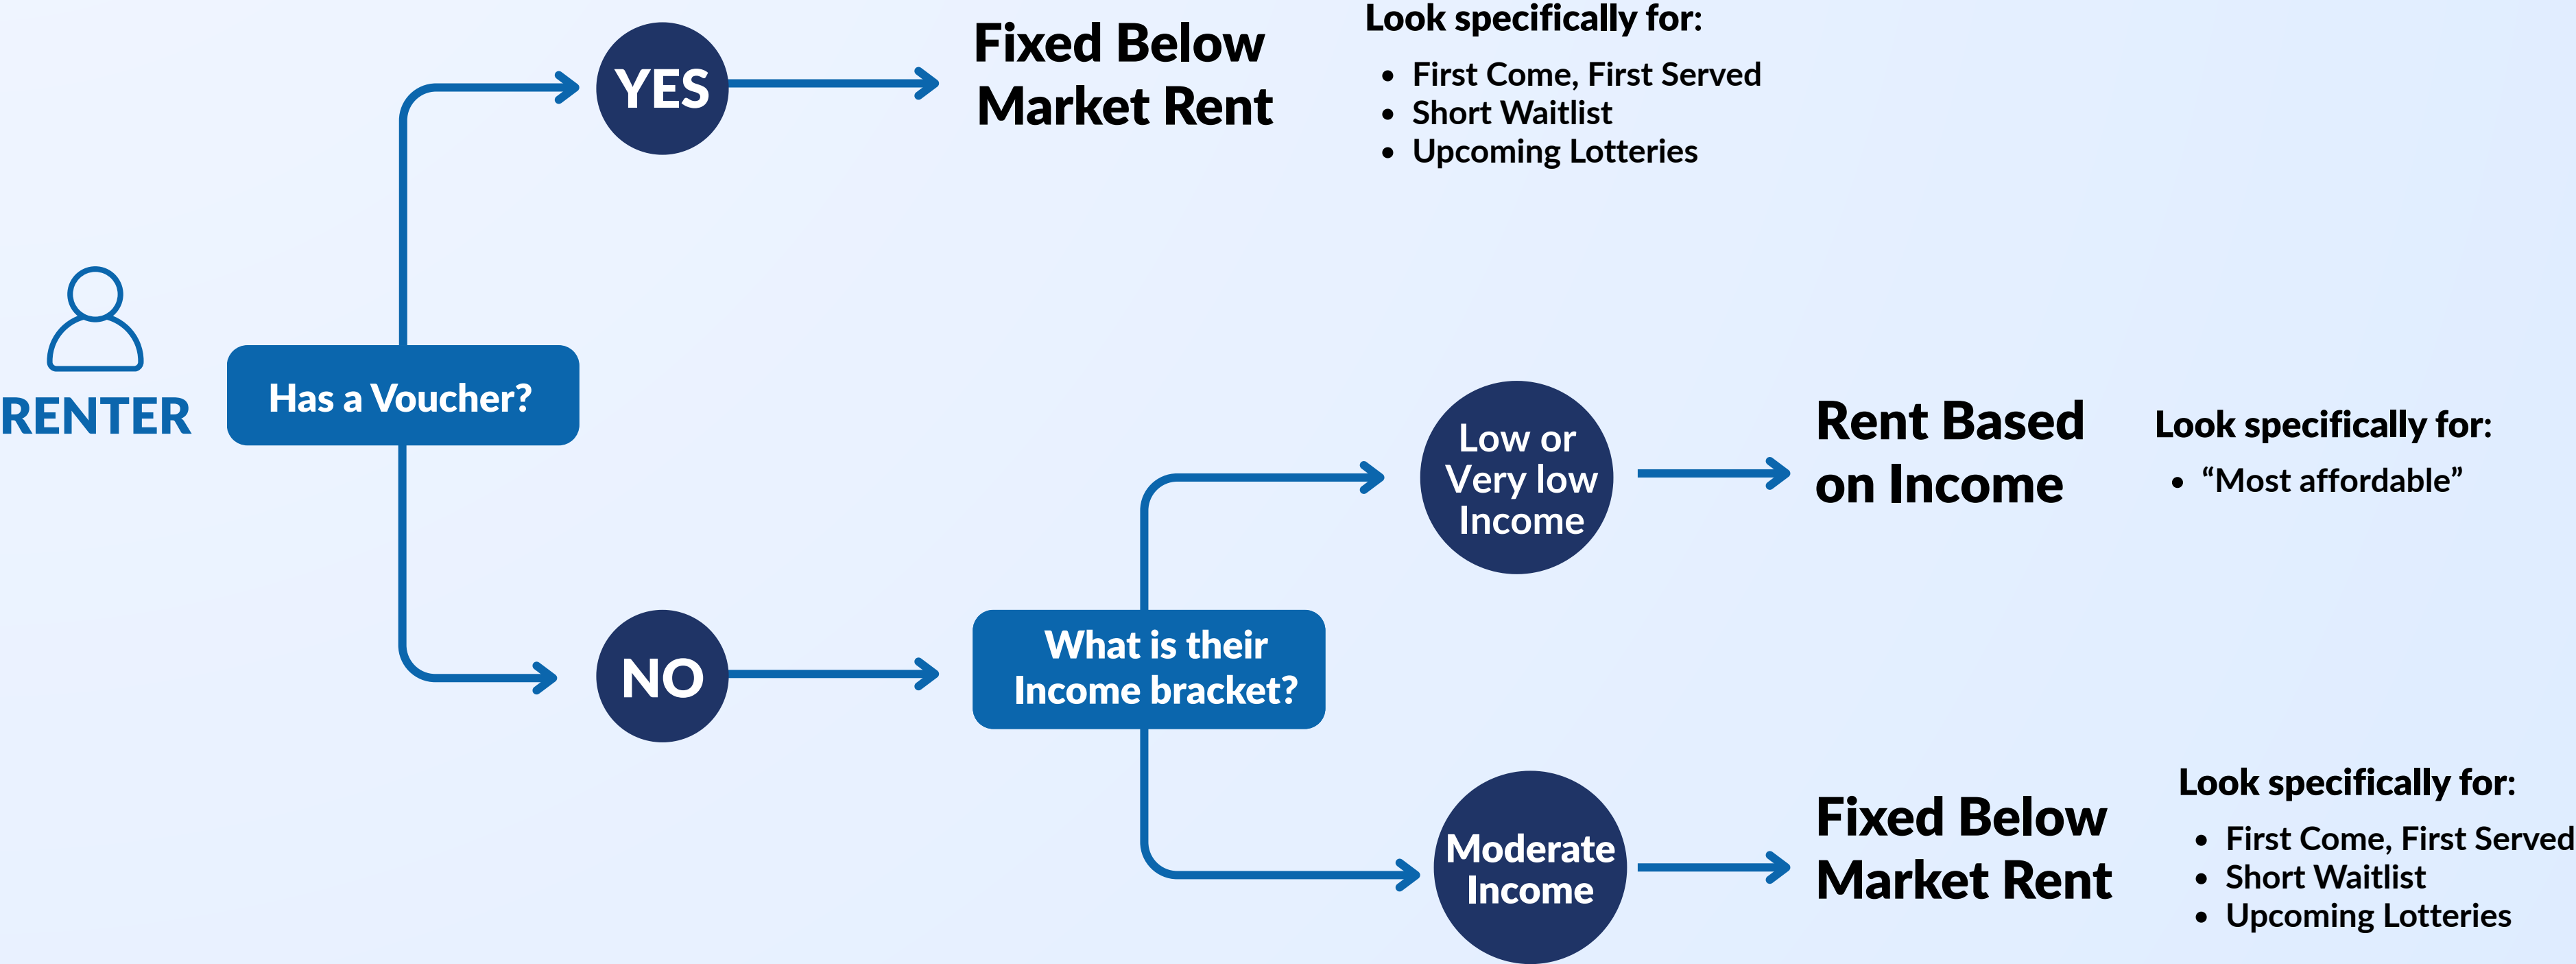 RENTER
Has a Voucher?
YES
Fixed Below
Market Rent
Look specifically for:
• First Come, First Served
• Short Waitlist
• Upcoming Lotteries
NO
What is their
Income bracket?
Low or
Very low
Income
Rent Based
on Income
Look specifically for:
• “Most affordable”
Moderate
Income
Fixed Below
Market Rent
Look specifically for:
• First Come, First Served
• Short Waitlist
• Upcoming Lotteries